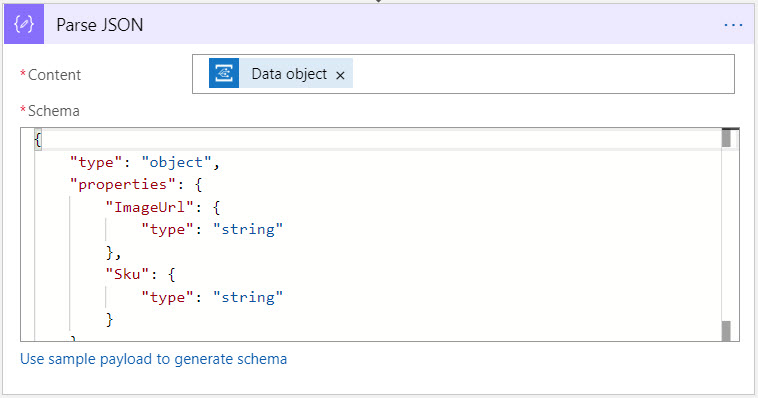 Parse JSON
*Content
Data object ×
*Schema
{
"type": "object",
"properties": {
"ImageUrl": {
"type": "string"
},
"Sku": {
"type": "string"
}
}
Use sample payload to generate schema